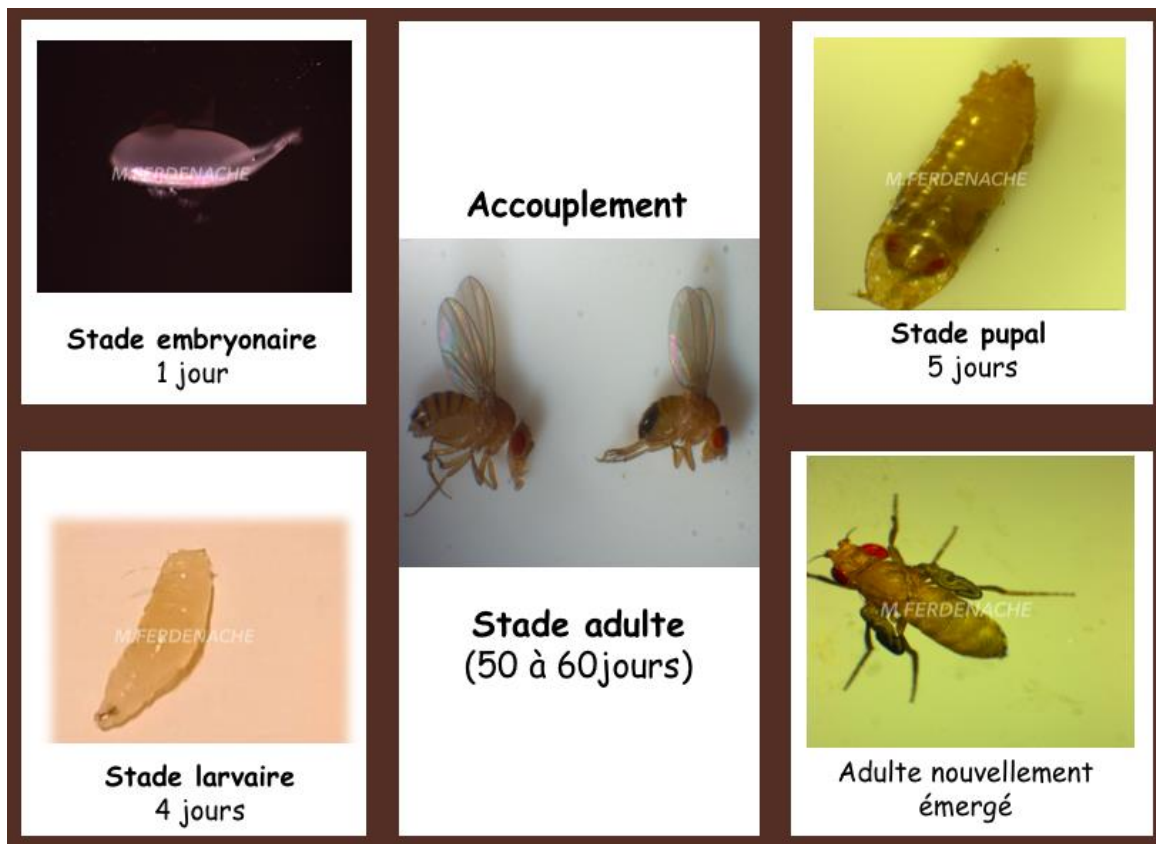 M.FERDENACHE
Stade embryonaire
1 jour
M.FERDENACHE
Stade larvaire
4 jours
Accouplement
Stade adulte
(50 à 60jours)
M.FERDENACHE
Stade pupal
5 jours
M.FERDENACHE
Adulte nouvellement
émergé